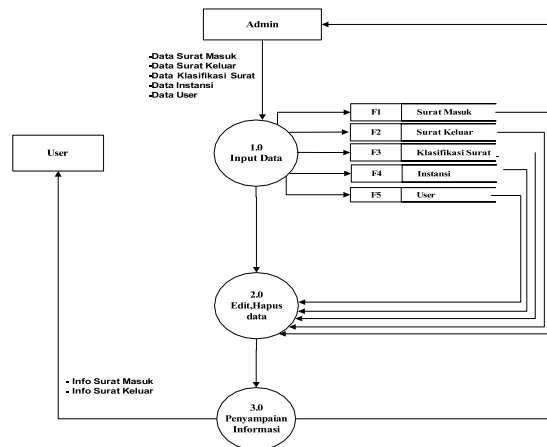 Admin
-Data Surat Masuk
-Data Surat Keluar
-Data Klasifikasi Surat
-Data Instansi
-Data User
F1 Surat Masuk
F2 Surat Keluar
F3 Klasifikasi Surat
F4 Instansi
F5 User
1.0
Input Data
User
2.0
Edit,Hapus
data
- Info Surat Masuk
- Info Surat Keluar
3.0
Penyampaian
Informasi